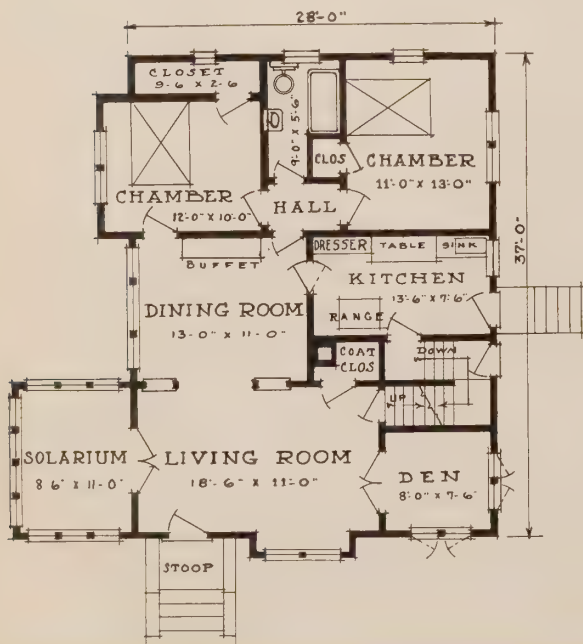 28'-0"
CLOSET
9'-6" X 2'-6"
9'-0" X 5'-6"
CLOS
CHAMBER
11'-0" X 13'-0"
CHAMBER
12'-0" X 10'-0"
HALL
37'-0"
DRESSER
TABLE
SINK
BUFFET
KITCHEN
13'-6" X 7'-6"
DINING ROOM
13'-0" X 11'-0"
RANGE
COAT
CLOS
DOWN
UP
SOLARIUM
8'6" X 11'-0"
LIVING ROOM
18'-6" X 11'-0"
DEN
8'-0" X 7'-6"
STOOP